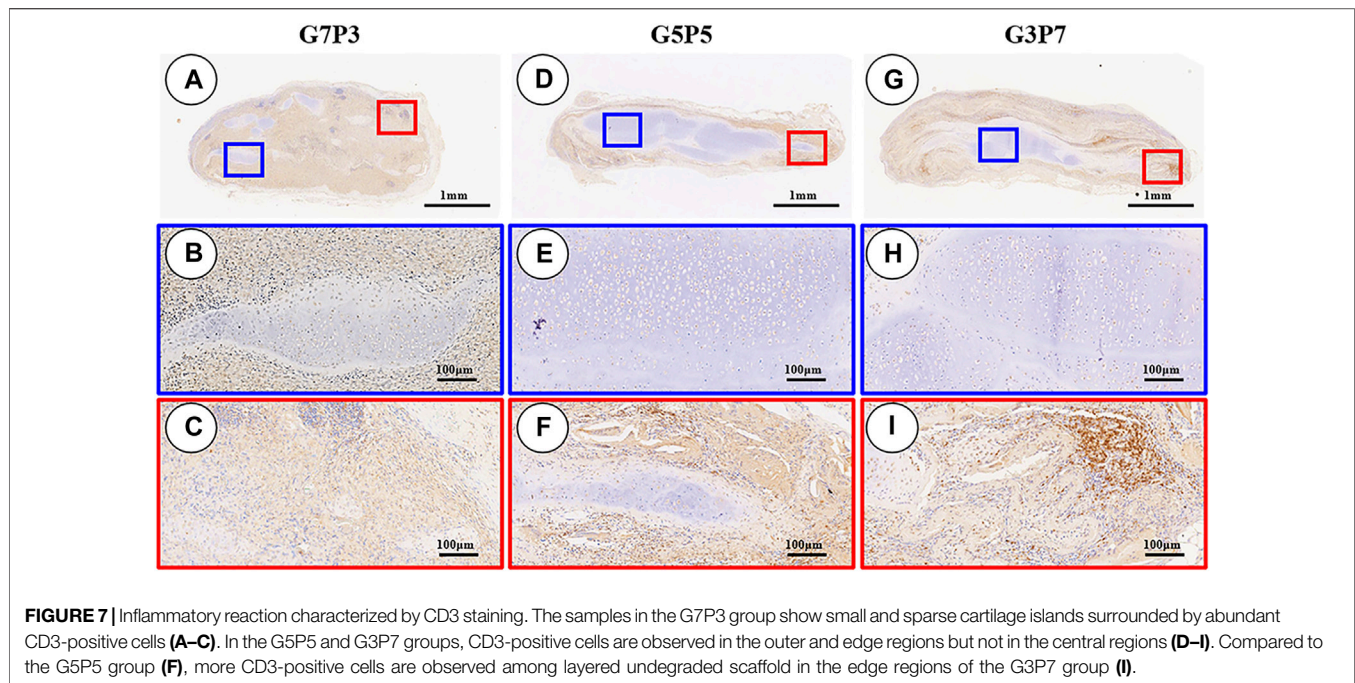 G7P3 G5P5 G3P7
A D G
1mm 1mm 1mm
B E H
100µm 100µm 100µm
C F I
100µm 100µm 100µm
FIGURE 7 | Inflammatory reaction characterized by CD3 staining. The samples in the G7P3 group show small and sparse cartilage islands surrounded by abundant
CD3-positive cells (A–C). In the G5P5 and G3P7 groups, CD3-positive cells are observed in the outer and edge regions but not in the central regions (D–I). Compared to
the G5P5 group (F), more CD3-positive cells are observed among layered undegraded scaffold in the edge regions of the G3P7 group (I).